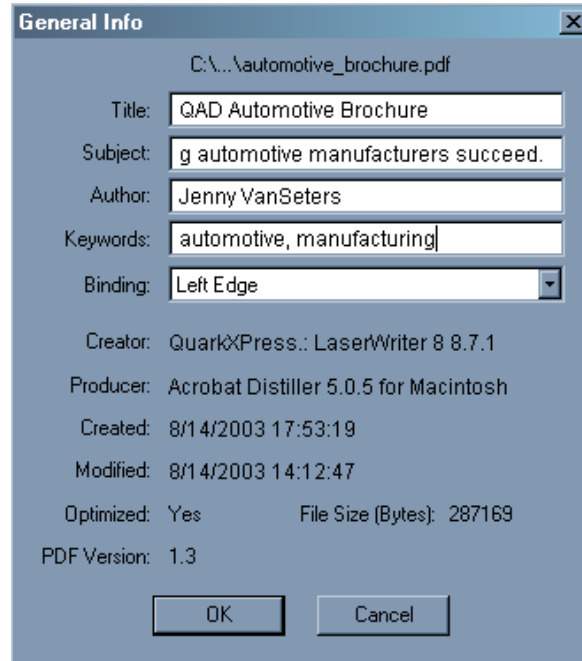 General Info
C:\...\automotive_brochure.pdf
Title: QAD Automotive Brochure
Subject: g automotive manufacturers succeed.
Author: Jenny VanSeters
Keywords: automotive, manufacturing
Binding: Left Edge
Creator: QuarkXPress.: LaserWriter 8 8.7.1
Producer: Acrobat Distiller 5.0.5 for Macintosh
Created: 8/14/2003 17:53:19
Modified: 8/14/2003 14:12:47
Optimized: Yes File Size (Bytes): 287169
PDF Version: 1.3
OK Cancel